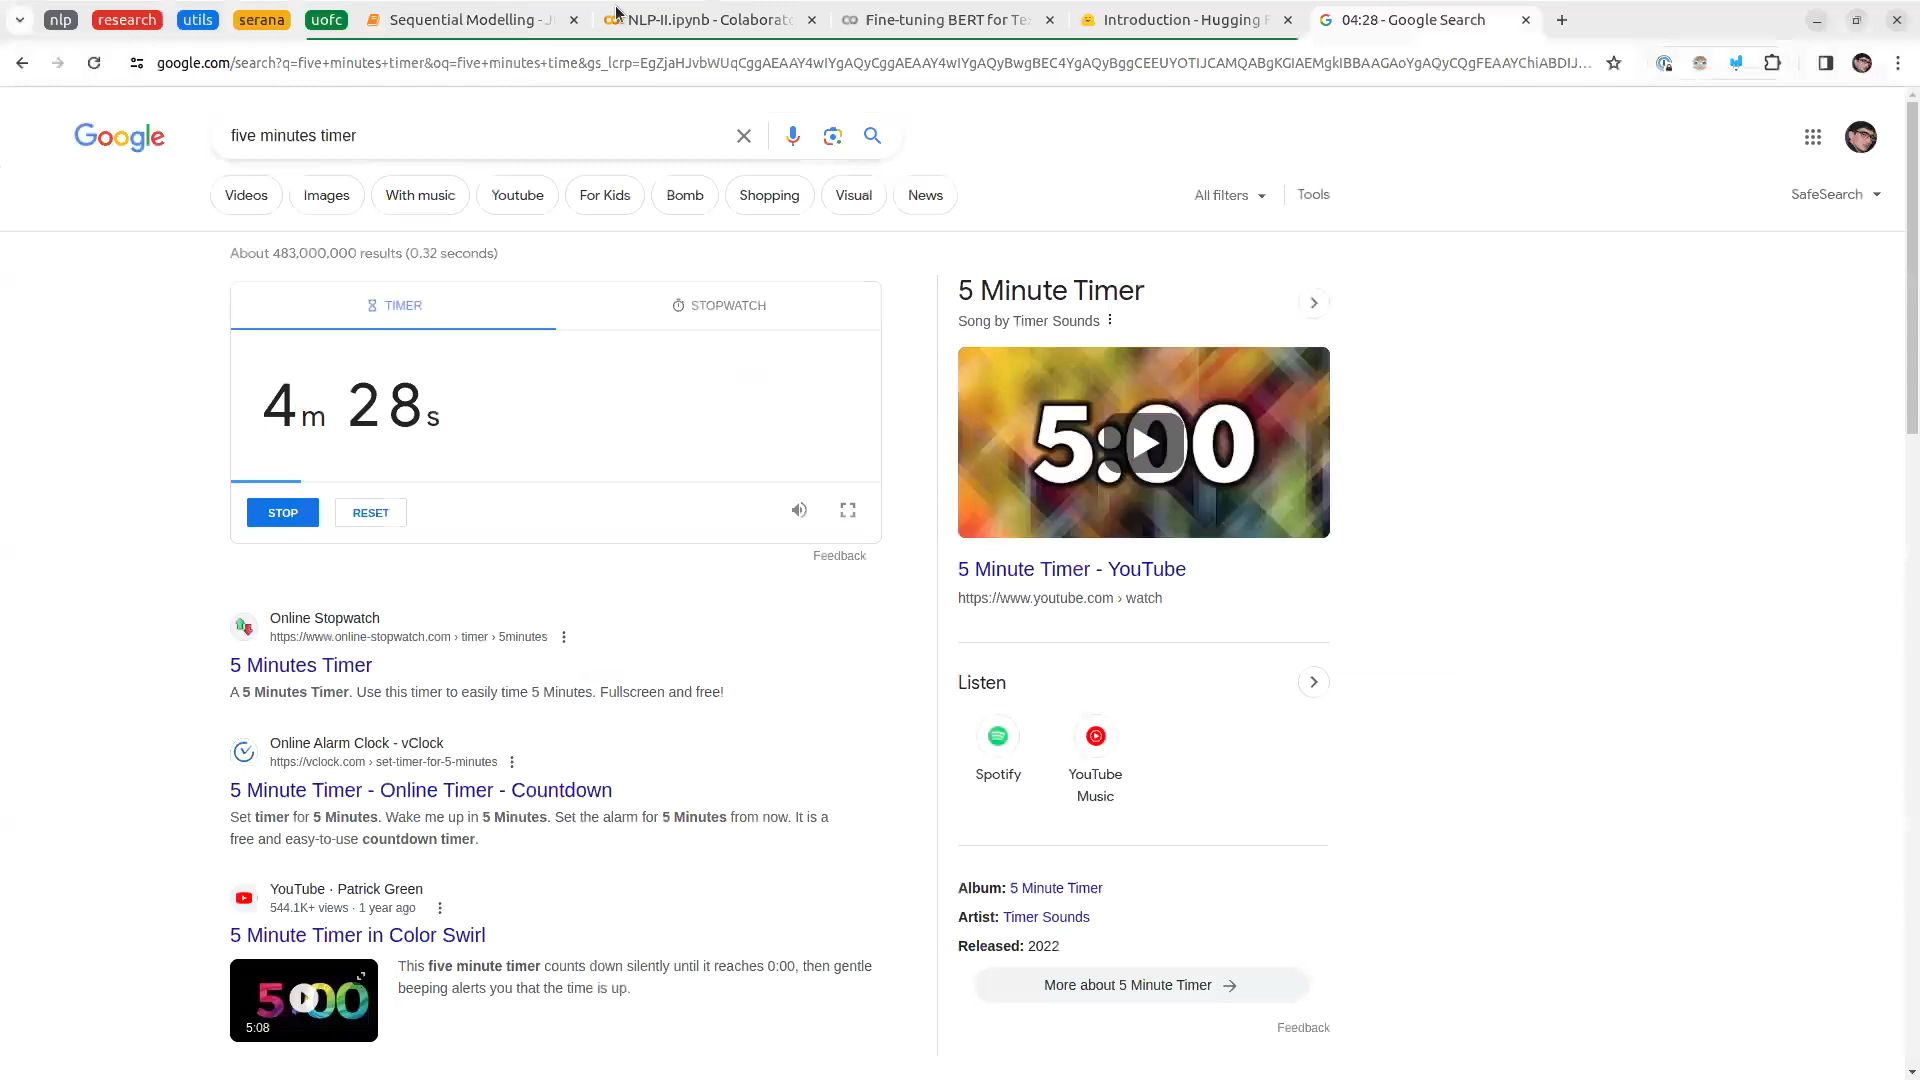 nlp research utils serana uofc Sequential Modelling - J NLP-II.ipynb - Colaborat Fine-tuning BERT for Te Introduction - Hugging F 04:28 - Google Search
google.com/search?q=five+minutes+timer&oq=five+minutes+time&gs_lcrp=EgZjaHJvbWUqCggAEAAY4wIYgAQyCggAEAAY4wIYgAQyBwgBEC4YgAQyBggCEEUYOTIJCAMQABgKGIAEMgkIBBAAGAoYgAQyCQgFEAAYChiABDIJ...
Google
five minutes timer
Videos Images With music Youtube For Kids Bomb Shopping Visual News All filters Tools SafeSearch
About 483,000,000 results (0.32 seconds)
TIMER STOPWATCH
4m 28s
STOP RESET
Feedback
Online Stopwatch
https://www.online-stopwatch.com › timer › 5minutes
5 Minutes Timer
A 5 Minutes Timer. Use this timer to easily time 5 Minutes. Fullscreen and free!
Online Alarm Clock - vClock
https://vclock.com › set-timer-for-5-minutes
5 Minute Timer - Online Timer - Countdown
Set timer for 5 Minutes. Wake me up in 5 Minutes. Set the alarm for 5 Minutes from now. It is a
free and easy-to-use countdown timer.
YouTube · Patrick Green
544.1K+ views · 1 year ago
5 Minute Timer in Color Swirl
This five minute timer counts down silently until it reaches 0:00, then gentle
beeping alerts you that the time is up.
5:00
5:08
5 Minute Timer
Song by Timer Sounds
5:00
5 Minute Timer - YouTube
https://www.youtube.com › watch
Listen
Spotify
YouTube
Music
Album: 5 Minute Timer
Artist: Timer Sounds
Released: 2022
More about 5 Minute Timer
Feedback